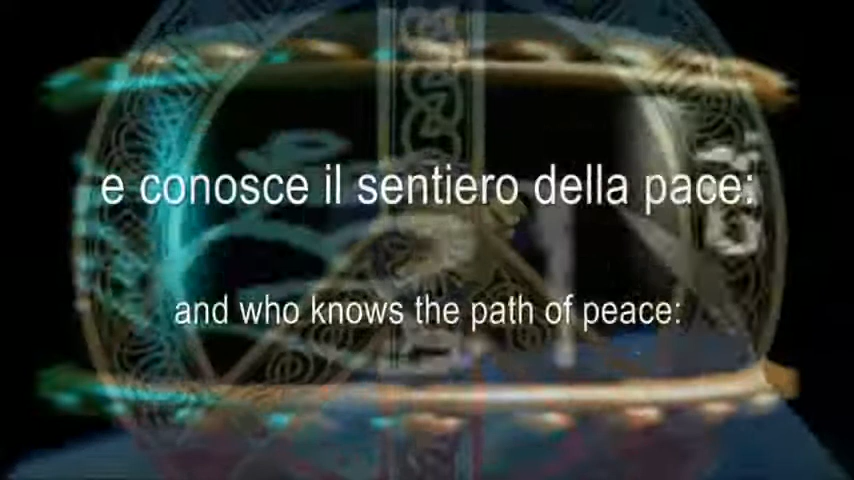 e conosce il sentiero della pace:
and who knows the path of peace: